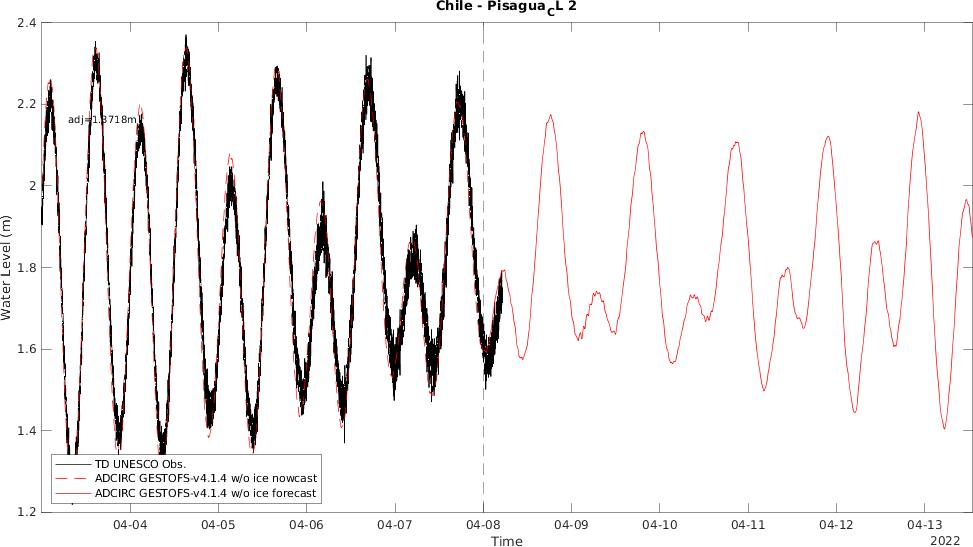 Chile - Pisagua_CL 2
2.4
2.2
2
1.8
1.6
1.4
1.2
Water Level (m)
adj=1.3718m
TD UNESCO Obs.
ADCIRC GESTOFS-v4.1.4 w/o ice nowcast
ADCIRC GESTOFS-v4.1.4 w/o ice forecast
04-04 04-05 04-06 04-07 04-08 04-09 04-10 04-11 04-12 04-13
Time
2022